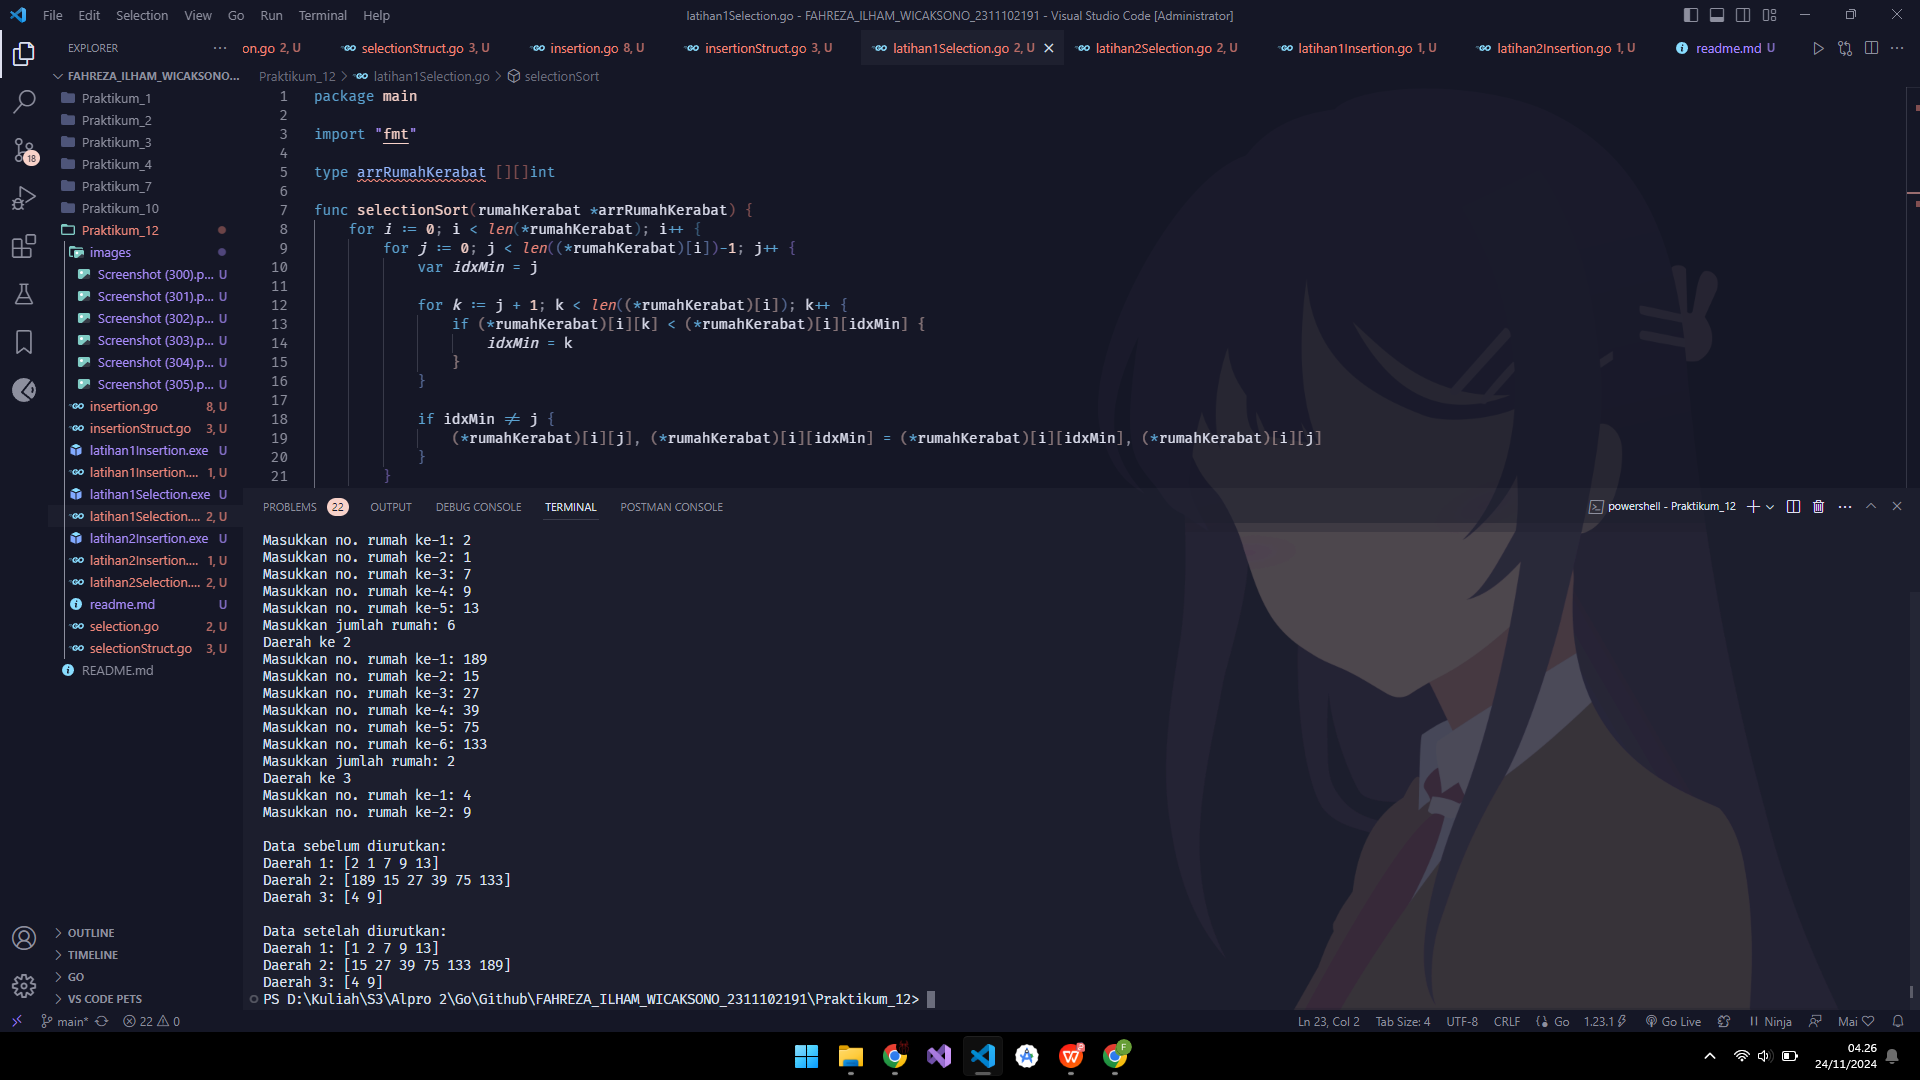 File Edit Selection View Go Run Terminal Help
latihan1Selection.go - FAHREZA_ILHAM_WICAKSONO_2311102191 - Visual Studio Code [Administrator]
EXPLORER
on.go 2, U
selectionStruct.go 3, U
insertion.go 8, U
insertionStruct.go 3, U
latihan1Selection.go 2, U
latihan2Selection.go 2, U
latihan1Insertion.go 1, U
latihan2Insertion.go 1, U
readme.md U
FAHREZA_ILHAM_WICAKSONO...
Praktikum_1
Praktikum_2
Praktikum_3
Praktikum_4
Praktikum_7
Praktikum_10
Praktikum_12
images
Screenshot (300).p... U
Screenshot (301).p... U
Screenshot (302).p... U
Screenshot (303).p... U
Screenshot (304).p... U
Screenshot (305).p... U
insertion.go 8, U
insertionStruct.go 3, U
latihan1Insertion.exe U
latihan1Insertion.... 1, U
latihan1Selection.exe U
latihan1Selection.... 2, U
latihan2Insertion.exe U
latihan2Insertion.... 1, U
latihan2Selection.... 2, U
readme.md U
selection.go 2, U
selectionStruct.go 3, U
README.md
OUTLINE
TIMELINE
GO
VS CODE PETS
18
Praktikum_12 > latihan1Selection.go > selectionSort
1 package main
2
3 import "fmt"
4
5 type arrRumahKerabat [][]int
6
7 func selectionSort(rumahKerabat *arrRumahKerabat) {
8 for i := 0; i < len(*rumahKerabat); i++ {
9 for j := 0; j < len((*rumahKerabat)[i])-1; j++ {
10 var idxMin = j
11
12 for k := j + 1; k < len((*rumahKerabat)[i]); k++ {
13 if (*rumahKerabat)[i][k] < (*rumahKerabat)[i][idxMin] {
14 idxMin = k
15 }
16 }
17
18 if idxMin ≠ j {
19 (*rumahKerabat)[i][j], (*rumahKerabat)[i][idxMin] = (*rumahKerabat)[i][idxMin], (*rumahKerabat)[i][j]
20 }
21 }
PROBLEMS 22 OUTPUT DEBUG CONSOLE TERMINAL POSTMAN CONSOLE
powershell - Praktikum_12
Masukkan no. rumah ke-1: 2
Masukkan no. rumah ke-2: 1
Masukkan no. rumah ke-3: 7
Masukkan no. rumah ke-4: 9
Masukkan no. rumah ke-5: 13
Masukkan jumlah rumah: 6
Daerah ke 2
Masukkan no. rumah ke-1: 189
Masukkan no. rumah ke-2: 15
Masukkan no. rumah ke-3: 27
Masukkan no. rumah ke-4: 39
Masukkan no. rumah ke-5: 75
Masukkan no. rumah ke-6: 133
Masukkan jumlah rumah: 2
Daerah ke 3
Masukkan no. rumah ke-1: 4
Masukkan no. rumah ke-2: 9
Data sebelum diurutkan:
Daerah 1: [2 1 7 9 13]
Daerah 2: [189 15 27 39 75 133]
Daerah 3: [4 9]
Data setelah diurutkan:
Daerah 1: [1 2 7 9 13]
Daerah 2: [15 27 39 75 133 189]
Daerah 3: [4 9]
PS D:\Kuliah\S3\Alpro 2\Go\Github\FAHREZA_ILHAM_WICAKSONO_2311102191\Praktikum_12>
main* 22 0
Ln 23, Col 2 Tab Size: 4 UTF-8 CRLF Go 1.23.1 Go Live Ninja Mai
04.26
24/11/2024